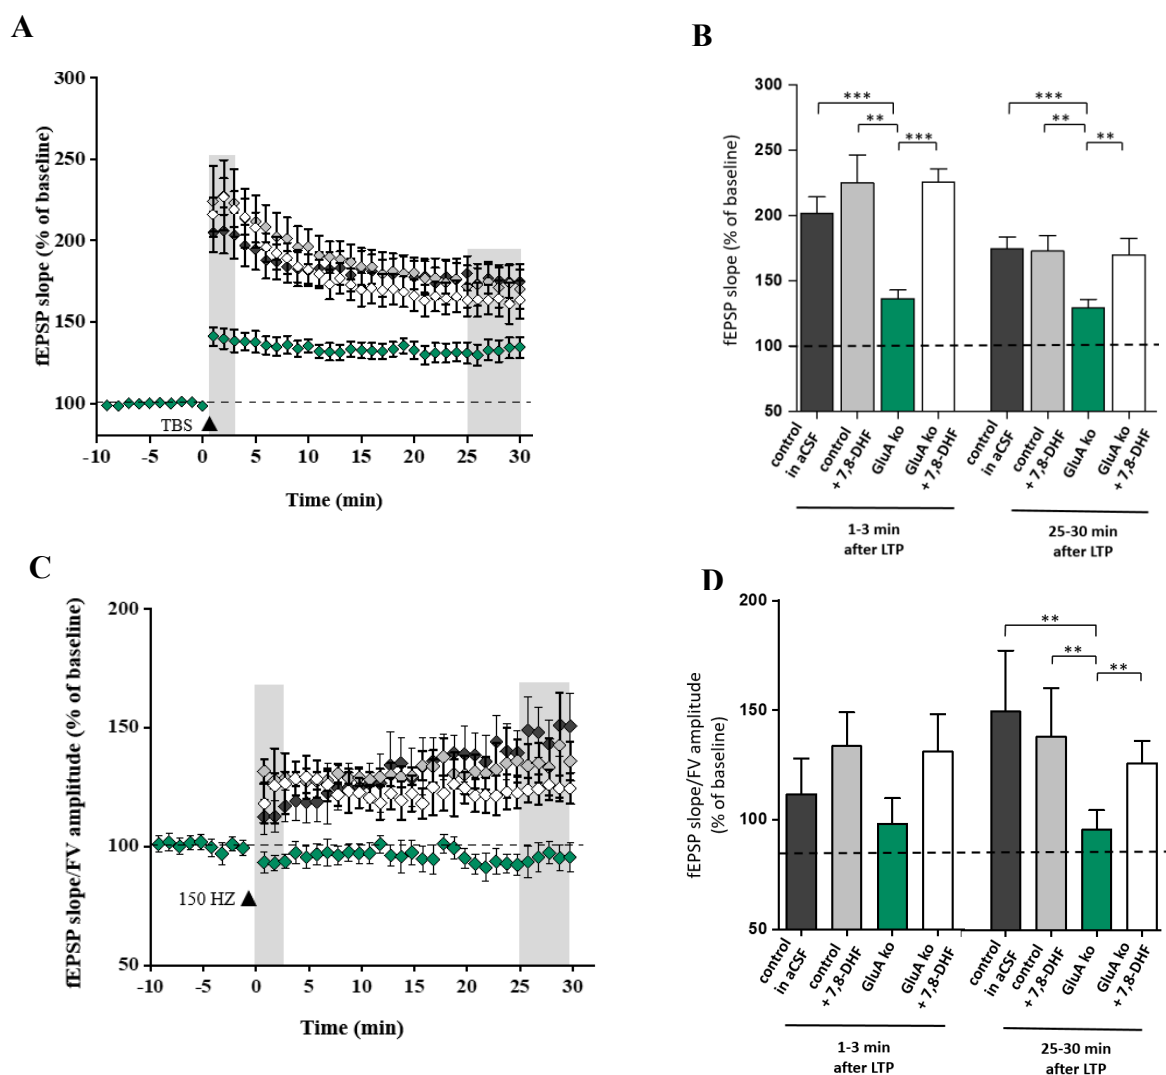 A
fEPSP slope (% of baseline)
300
250
200
150
100
TBS
-10
-5
0
5
10
15
20
25
30
Time (min)
B
fEPSP slope (% of baseline)
300
250
200
150
100
50
***
**
***
***
**
**
control
in aCSF
control
+ 7,8-DHF
GluA ko
GluA ko
+ 7,8-DHF
control
in aCSF
control
+ 7,8-DHF
GluA ko
GluA ko
+ 7,8-DHF
1-3 min
after LTP
25-30 min
after LTP
C
fEPSP slope/FV amplitude (% of baseline)
200
150
100
50
150 HZ
-10
-5
0
5
10
15
20
25
30
Time (min)
D
fEPSP slope/FV amplitude
(% of baseline)
200
150
100
50
**
**
**
control
in aCSF
control
+ 7,8-DHF
GluA ko
GluA ko
+ 7,8-DHF
control
in aCSF
control
+ 7,8-DHF
GluA ko
GluA ko
+ 7,8-DHF
1-3 min
after LTP
25-30 min
after LTP